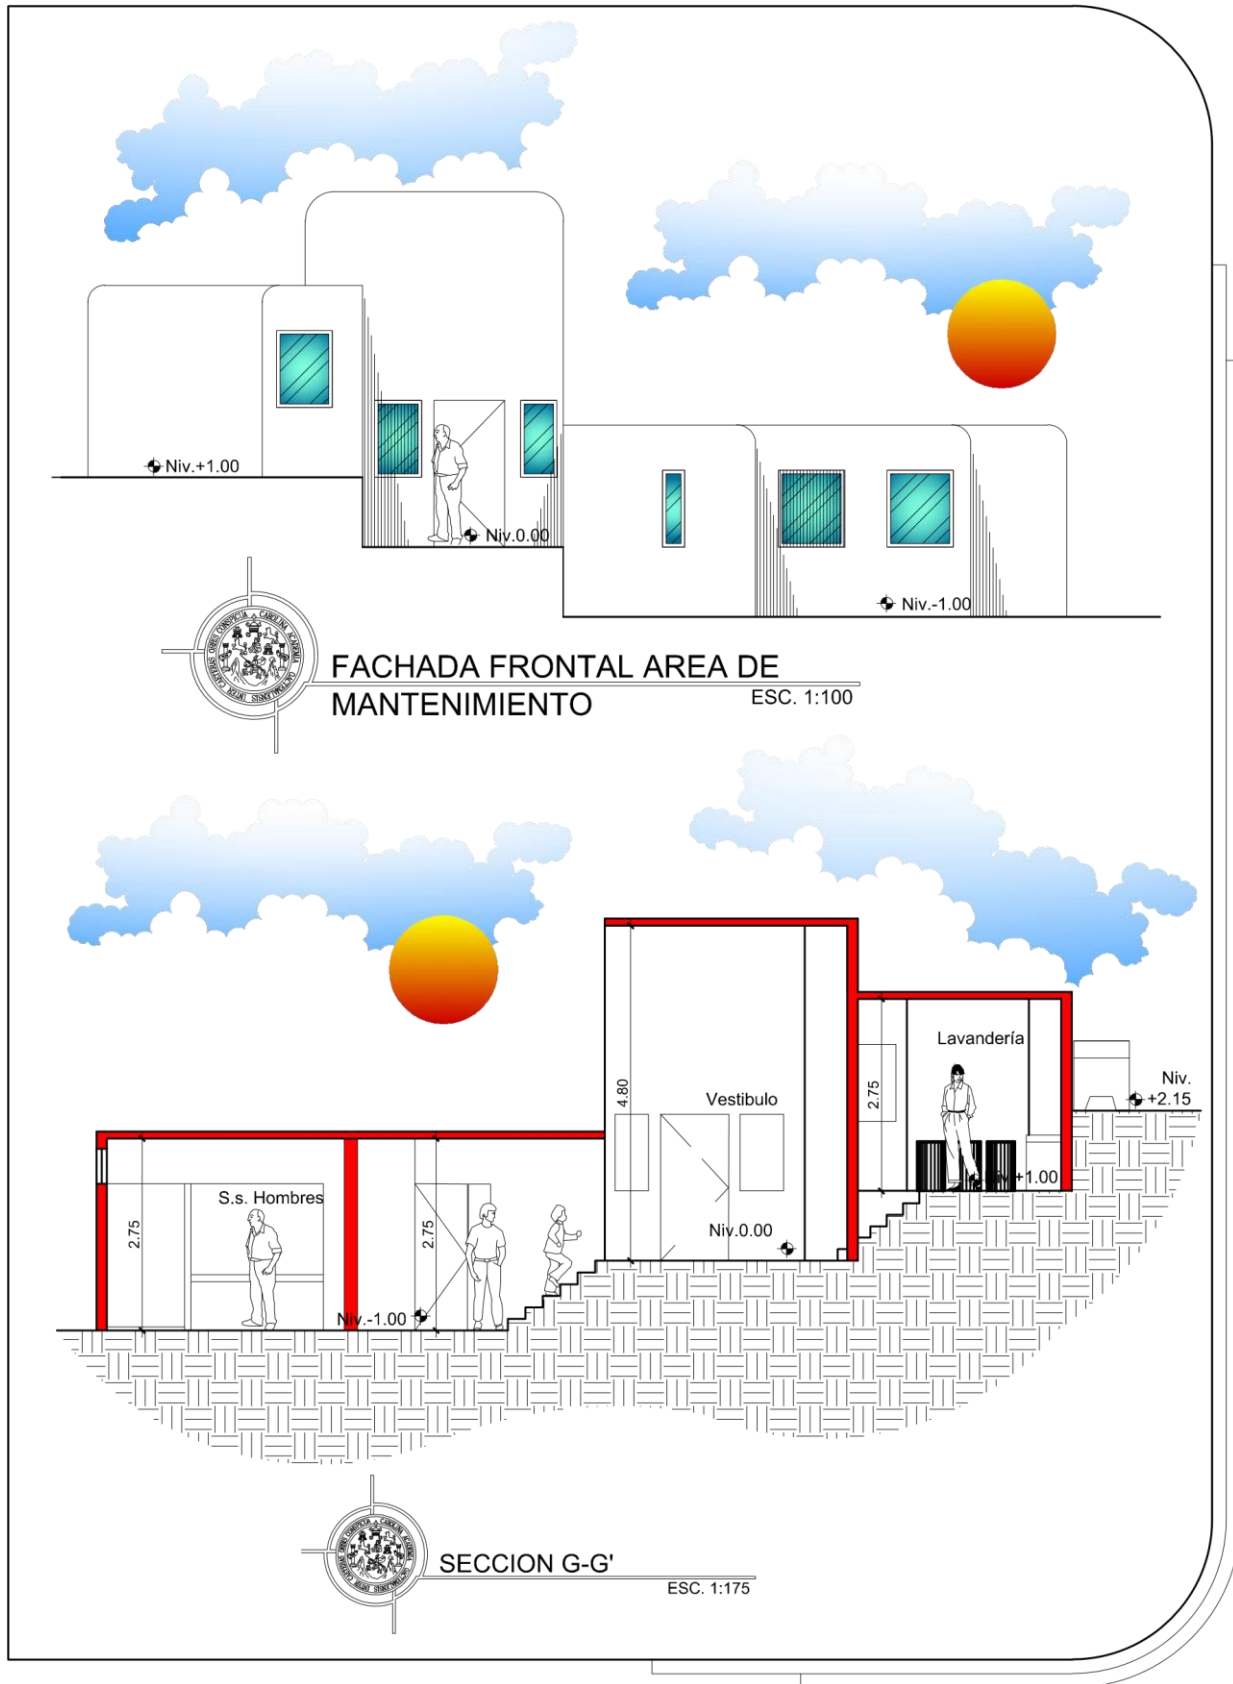 Niv.+1.00
Niv.0.00
Niv.-1.00
FACHADA FRONTAL AREA DE
MANTENIMIENTO
ESC. 1:100
Lavandería
Niv.
+2.15
4.80
2.75
Vestibulo
+1.00
S.s. Hombres
Niv.0.00
2.75
2.75
Niv.-1.00
SECCION G-G'
ESC. 1:175